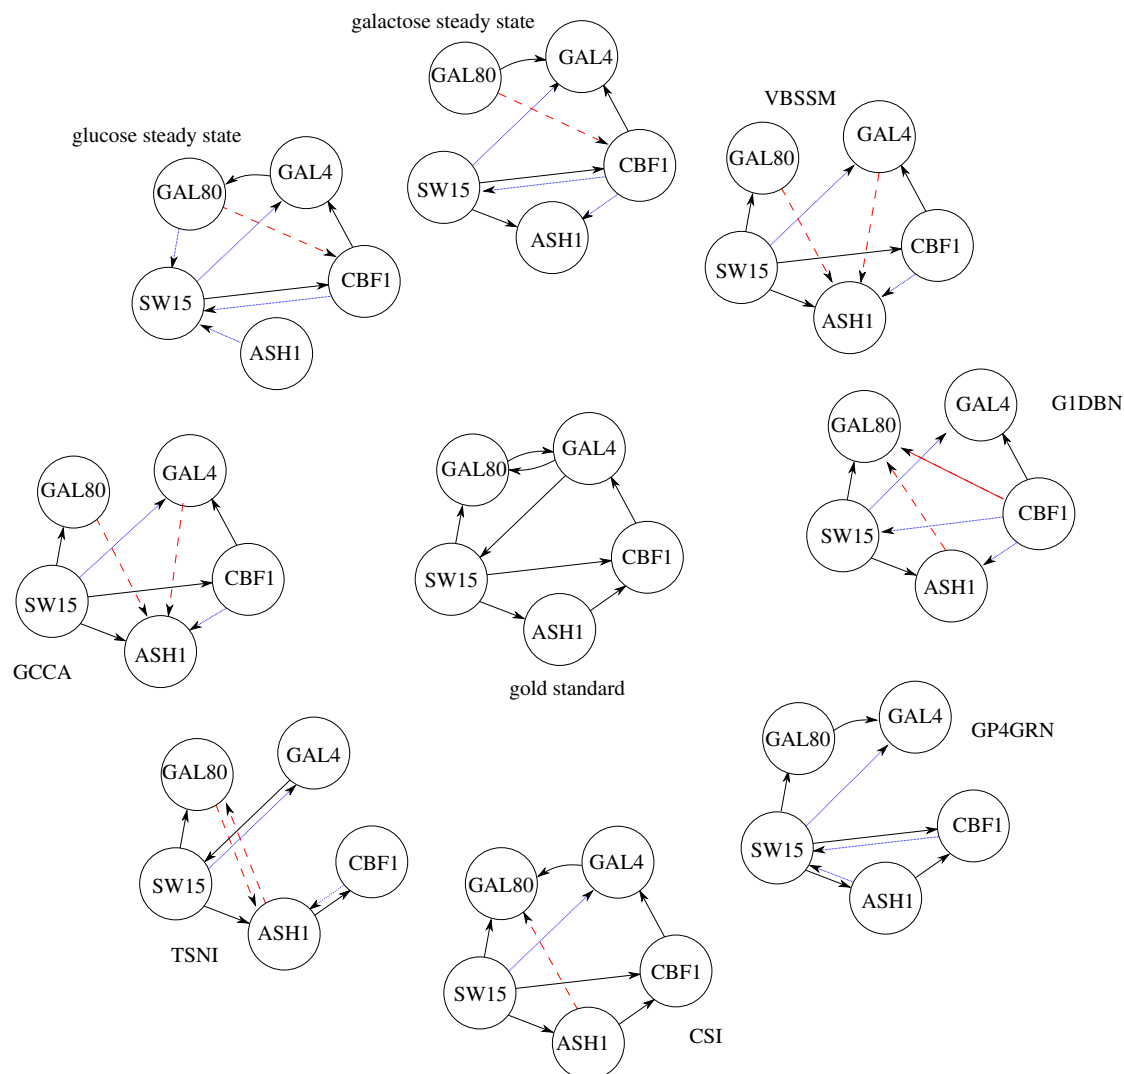 galactose steady state
GAL80
GAL4
SW15
CBF1
ASH1
glucose steady state
GAL80
GAL4
SW15
CBF1
ASH1
VBSSM
GAL80
GAL4
SW15
CBF1
ASH1
GAL80
GAL4
SW15
CBF1
ASH1
GCCA
GAL80
GAL4
SW15
CBF1
ASH1
gold standard
GAL80
GAL4
G1DBN
SW15
CBF1
ASH1
GAL80
GAL4
SW15
CBF1
ASH1
TSNI
GAL80
GAL4
SW15
CBF1
ASH1
CSI
GAL80
GAL4
GP4GRN
SW15
CBF1
ASH1